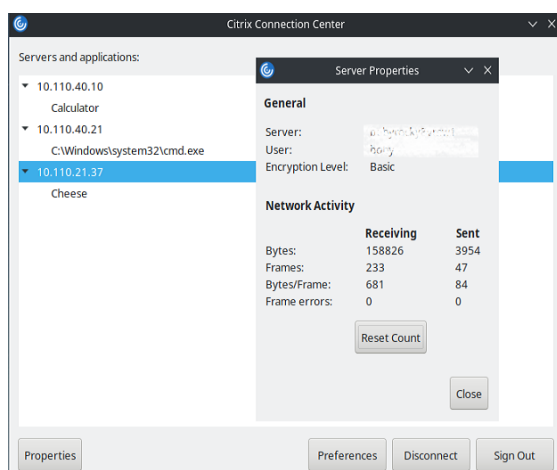 Citrix Connection Center
Servers and applications:
10.110.40.10
Calculator
10.110.40.21
C:\Windows\system32\cmd.exe
10.110.21.37
Cheese
Server Properties
General
Server:
User:
Encryption Level: Basic
Network Activity
Receiving Sent
Bytes: 158826 3954
Frames: 233 47
Bytes/Frame: 681 84
Frame errors: 0 0
Reset Count
Close
Properties Preferences Disconnect Sign Out